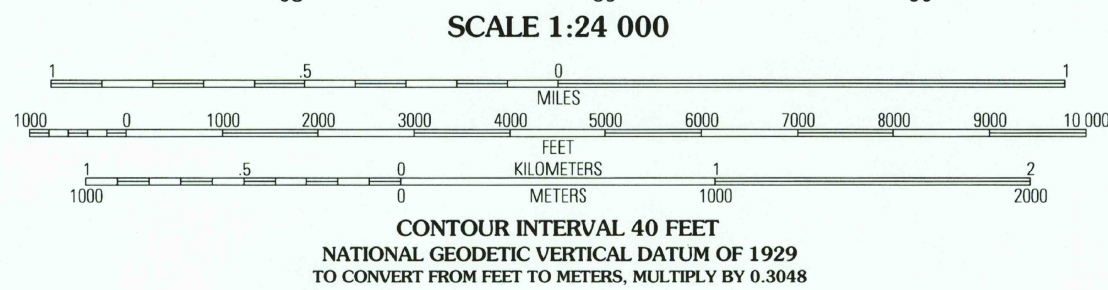 SCALE 1:24 000
1 .5 0 1
MILES
1000 0 1000 2000 3000 4000 5000 6000 7000 8000 9000 10 000
FEET
1 .5 0 KILOMETERS 1 2
1000 0 METERS 1000 2000
CONTOUR INTERVAL 40 FEET
NATIONAL GEODETIC VERTICAL DATUM OF 1929
TO CONVERT FROM FEET TO METERS, MULTIPLY BY 0.3048